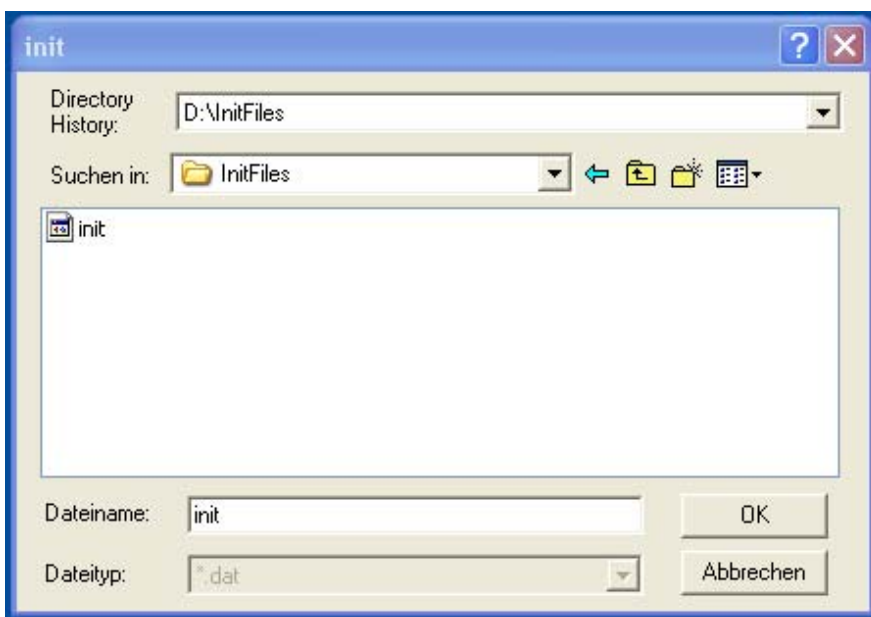 init
Directory
History:
D:\InitFiles
Suchen in:
InitFiles
init
Dateiname:
init
OK
Dateityp:
*.dat
Abbrechen